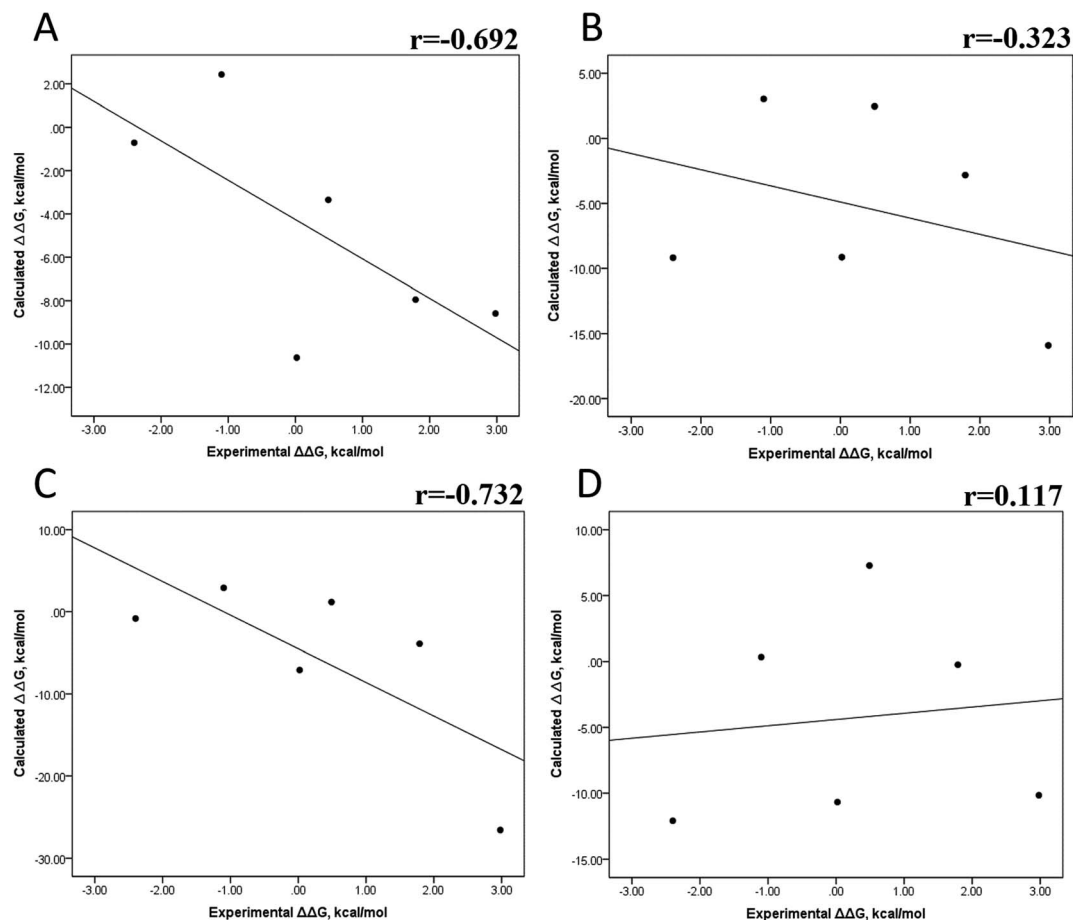 A
r=-0.692
2.00
.00
-2.00
-4.00
-6.00
-8.00
-10.00
-12.00
Calculated △△G, kcal/mol
-3.00 -2.00 -1.00 .00 1.00 2.00 3.00
Experimental ΔΔG, kcal/mol
B
r=-0.323
5.00
.00
-5.00
-10.00
-15.00
-20.00
Calculated △△G, kcal/mol
-3.00 -2.00 -1.00 .00 1.00 2.00 3.00
Experimental ΔΔG, kcal/mol
C
r=-0.732
10.00
.00
-10.00
-20.00
-30.00
Calculated △△G, kcal/mol
-3.00 -2.00 -1.00 .00 1.00 2.00 3.00
Experimental ΔΔG, kcal/mol
D
r=0.117
10.00
5.00
.00
-5.00
-10.00
-15.00
Calculated △△G, kcal/mol
-3.00 -2.00 -1.00 .00 1.00 2.00 3.00
Experimental ΔΔG, kcal/mol